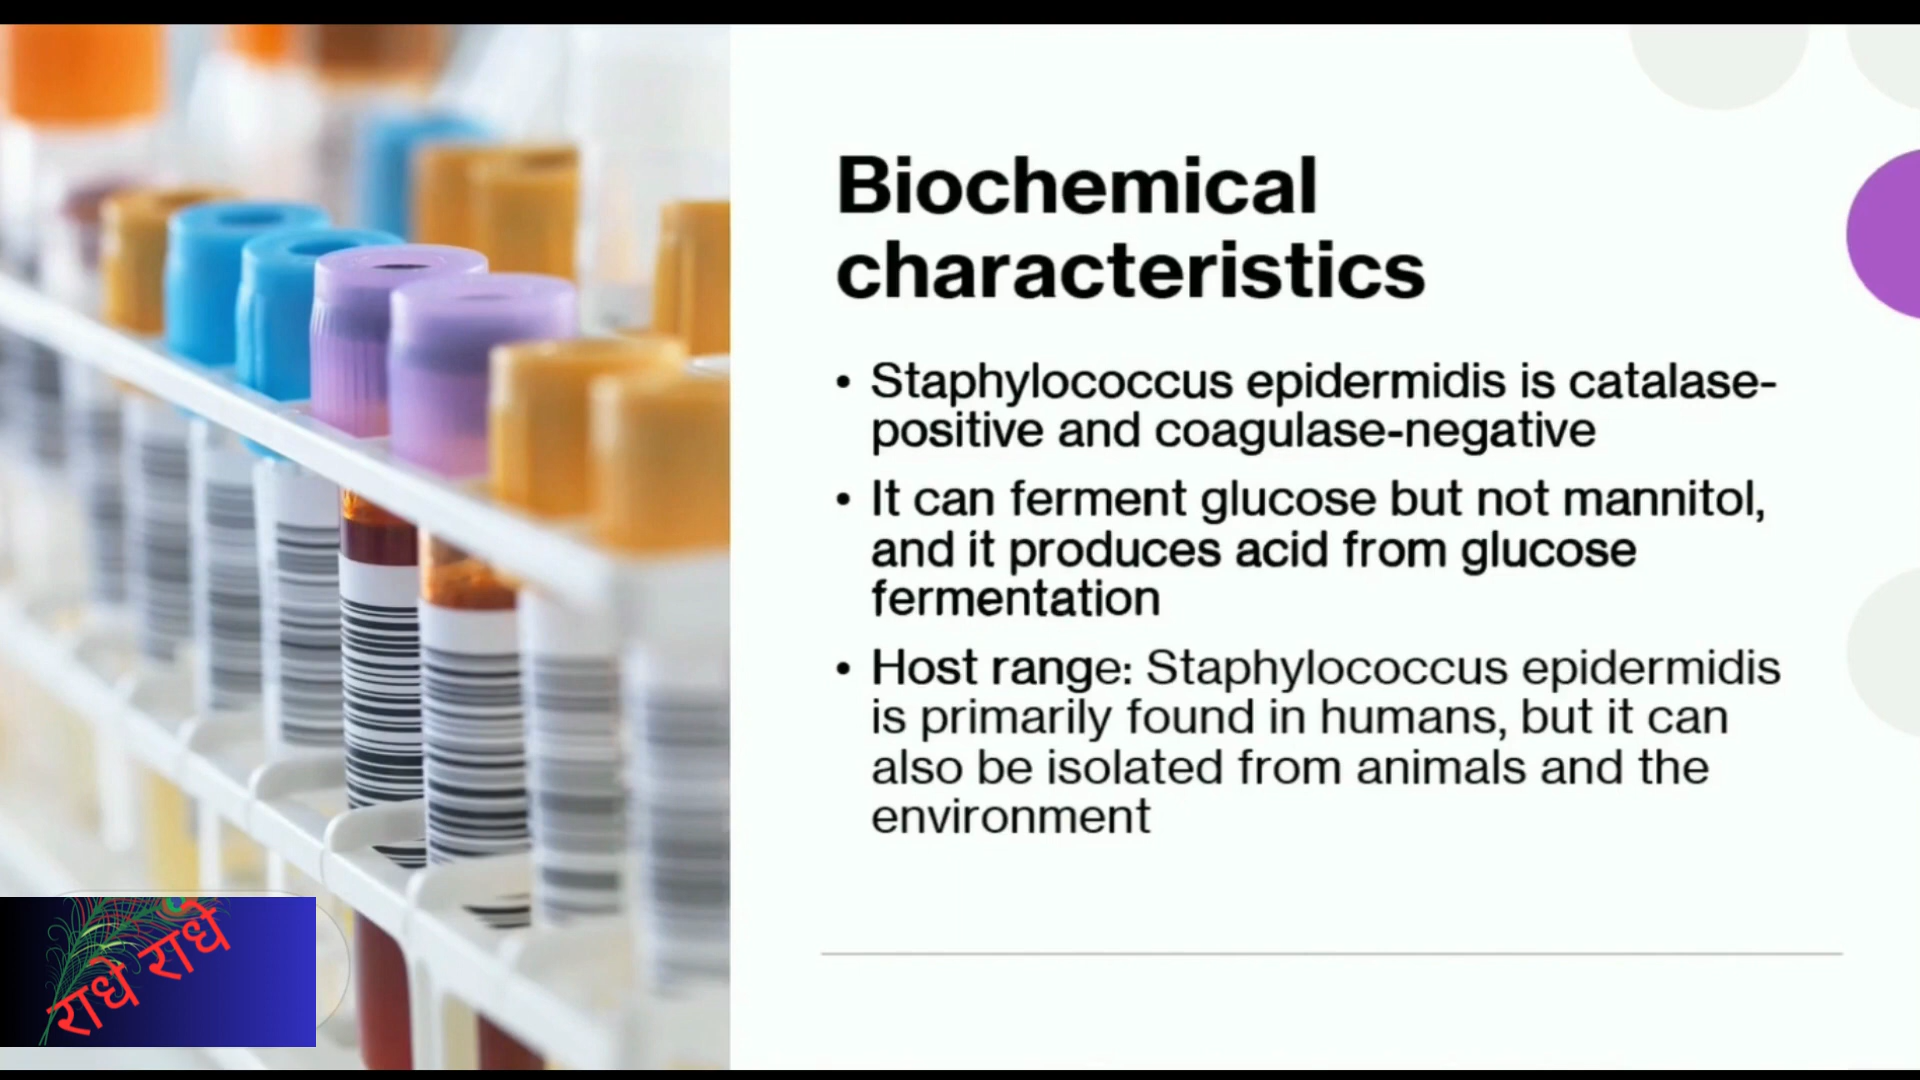 Biochemical
characteristics
• Staphylococcus epidermidis is catalase-
positive and coagulase-negative
• It can ferment glucose but not mannitol,
and it produces acid from glucose
fermentation
• Host range: Staphylococcus epidermidis
is primarily found in humans, but it can
also be isolated from animals and the
environment
राधे राधे